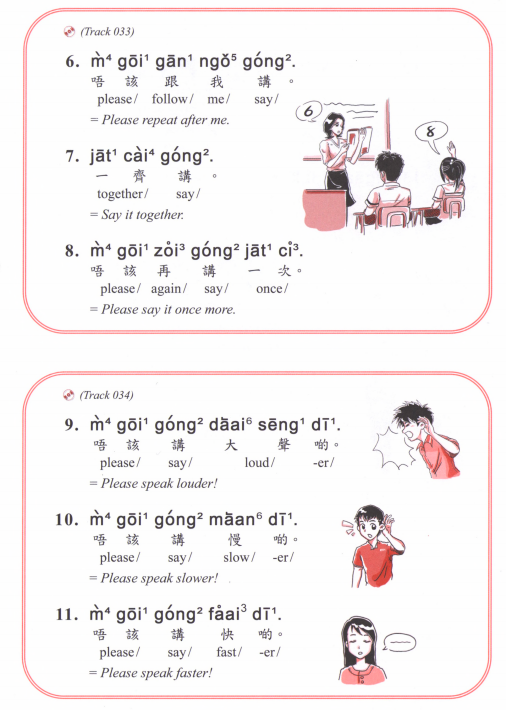 (Track 033)
6. m̀⁴ gōi¹ gān¹ ngǒ⁵ góng².
唔 該 跟 我 講 。
please/ follow/ me/ say/
= Please repeat after me.
6
8
7. jāt¹ cài⁴ góng².
一 齊 講 。
together/ say/
= Say it together.
8. m̀⁴ gōi¹ zỏi³ góng² jāt¹ cỉ³.
唔 該 再 講 一 次。
please/ again/ say/ once/
= Please say it once more.
(Track 034)
9. m̀⁴ gōi¹ góng² dȁai⁶ sēng¹ dī¹.
唔 該 講 大 聲 啲。
please/ say/ loud/ -er/
= Please speak louder!
10. m̀⁴ gōi¹ góng² mȁan⁶ dī¹.
唔 該 講 慢 啲。
please/ say/ slow/ -er/
= Please speak slower!
11. m̀⁴ gōi¹ góng² fảai³ dī¹.
唔 該 講 快 啲。
please/ say/ fast/ -er/
= Please speak faster!